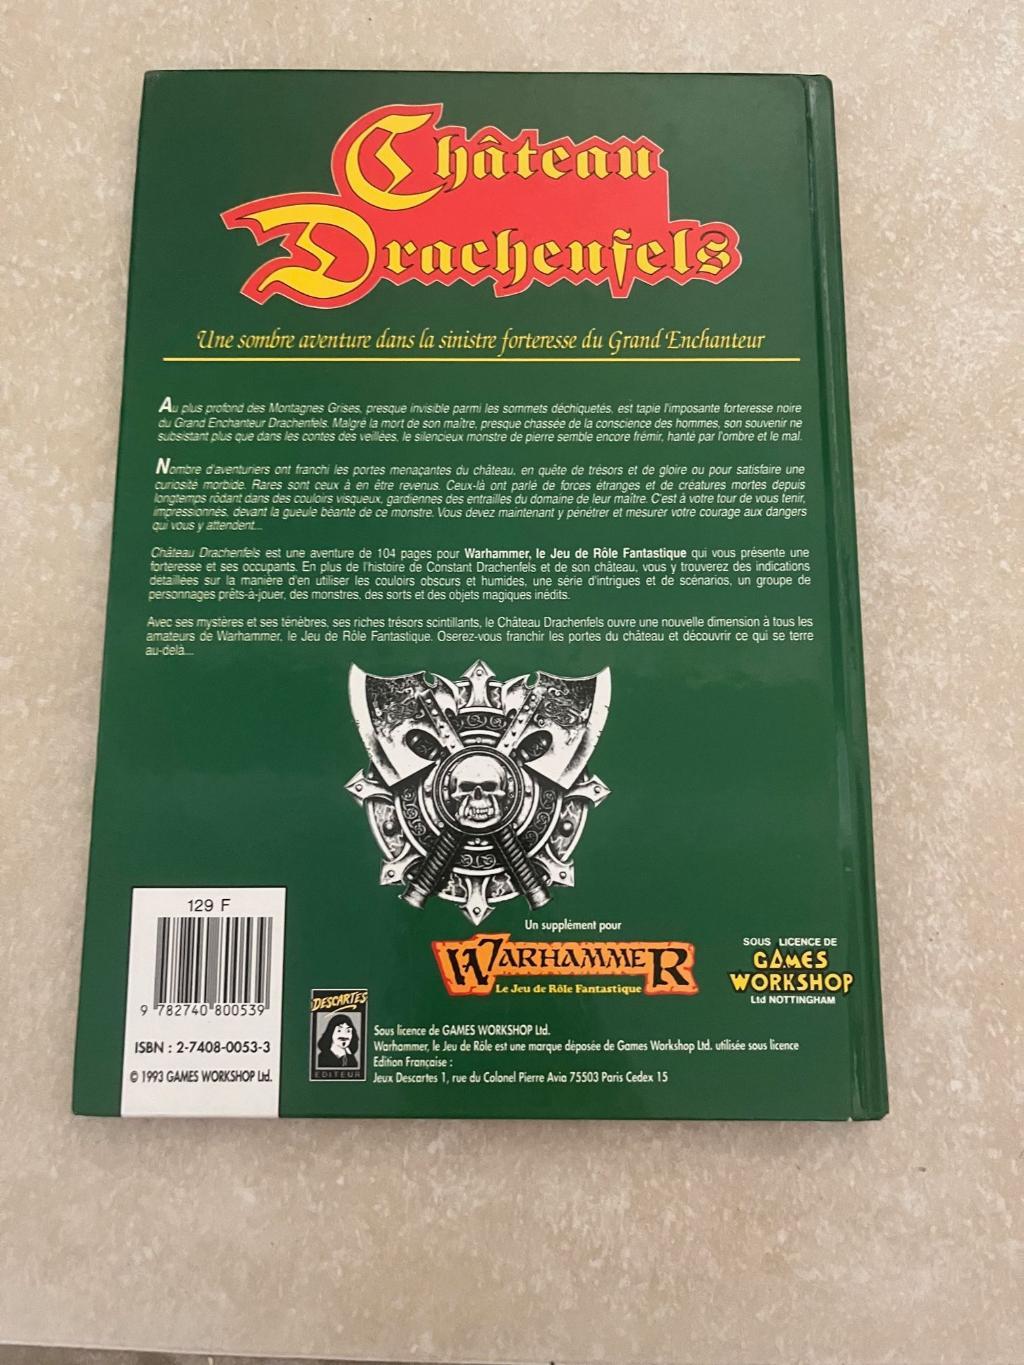 Château
Drachenfels
Une sombre aventure dans la sinistre forteresse du Grand Enchanteur
Au plus profond des Montagnes Grises, presque invisible parmi les sommets déchiquetés, est tapie l'imposante forteresse noire
du Grand Enchanteur Drachenfels. Malgré la mort de son maître, presque chassée de la conscience des hommes, son souvenir ne
subsistant plus que dans les contes des veillées, le silencieux monstre de pierre semble encore frémir, hanté par l'ombre et le mal.
Nombre d'aventuriers ont franchi les portes menaçantes du château, en quête de trésors et de gloire ou pour satisfaire une
curiosité morbide. Rares sont ceux à en être revenus. Ceux-là ont parlé de forces étranges et de créatures mortes depuis
longtemps rôdant dans des couloirs visqueux, gardiennes des entrailles du domaine de leur maître. C'est à votre tour de vous tenir,
impressionnés, devant la gueule béante de ce monstre. Vous devez maintenant y pénétrer et mesurer votre courage aux dangers
qui vous y attendent...
Château Drachenfels est une aventure de 104 pages pour Warhammer, le Jeu de Rôle Fantastique qui vous présente une
forteresse et ses occupants. En plus de l'histoire de Constant Drachenfels et de son château, vous y trouverez des indications
détaillées sur la manière d'en utiliser les couloirs obscurs et humides, une série d'intrigues et de scénarios, un groupe de
personnages prêts-à-jouer, des monstres, des sorts et des objets magiques inédits.
Avec ses mystères et ses ténèbres, ses riches trésors scintillants, le Château Drachenfels ouvre une nouvelle dimension à tous les
amateurs de Warhammer, le Jeu de Rôle Fantastique. Oserez-vous franchir les portes du château et découvrir ce qui se terre
au-delà...
129 F
9 782740 800539
ISBN : 2-7408-0053-3
© 1993 GAMES WORKSHOP Ltd.
Un supplément pour
WARHAMMER
Le Jeu de Rôle Fantastique
SOUS LICENCE DE
GAMES
WORKSHOP
Ltd NOTTINGHAM
DESCARTES
EDITEUR
Sous licence de GAMES WORKSHOP Ltd.
Warhammer, le Jeu de Rôle est une marque déposée de Games Workshop Ltd. utilisée sous licence
Edition Française :
Jeux Descartes 1, rue du Colonel Pierre Avia 75503 Paris Cedex 15